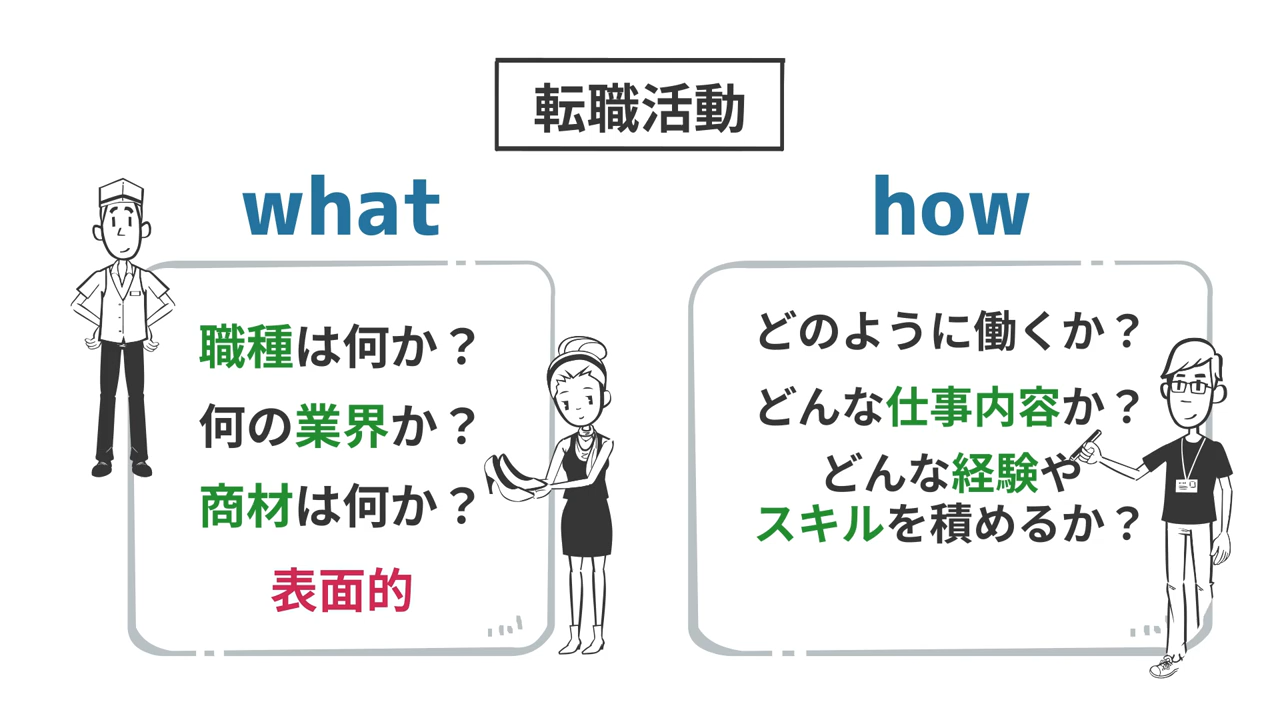 転職活動
what
職種は何か？
何の業界か？
商材は何か？
表面的
how
どのように働くか？
どんな仕事内容か？
どんな経験や
スキルを積めるか？